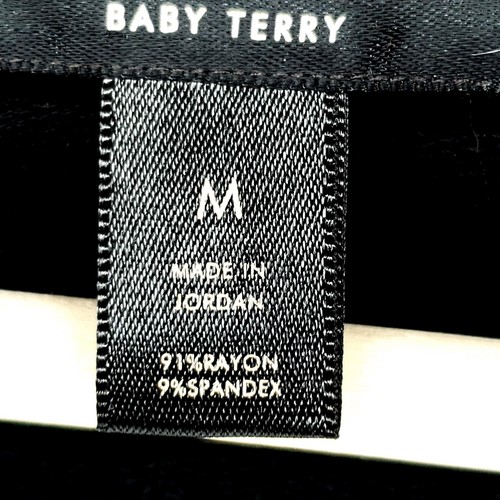 BABY TERRY
M
MADE IN
JORDAN
91%RAYON
9%SPANDEX